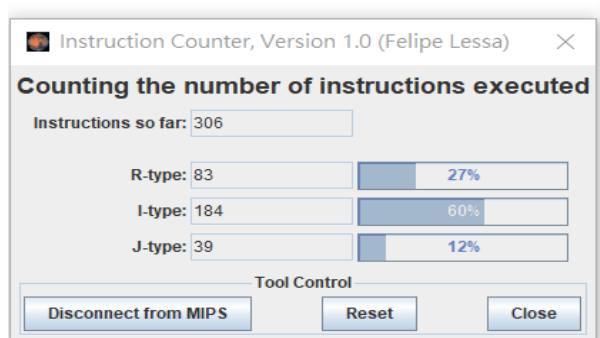 Instruction Counter, Version 1.0 (Felipe Lessa)
Counting the number of instructions executed
Instructions so far: 306
R-type: 83 27%
I-type: 184 60%
J-type: 39 12%
Tool Control
Disconnect from MIPS Reset Close